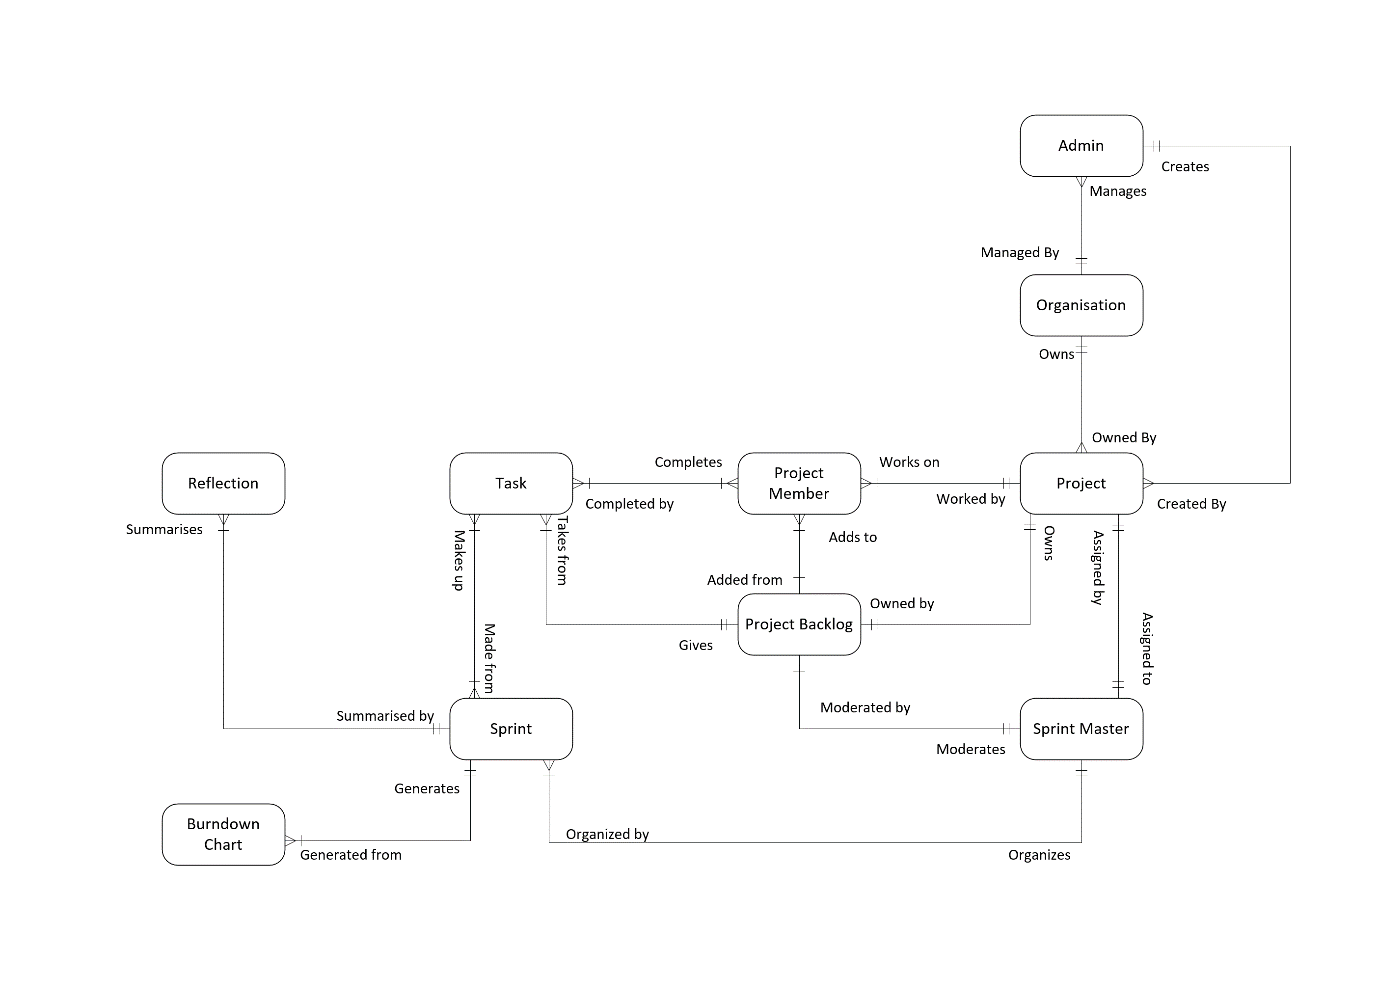 Admin
Creates
Manages
Managed By
Organisation
Owns
Owned By
Reflection
Task
Completes
Project
Member
Works on
Project
Completed by
Worked by
Created By
Summarises
Makes up
Takes from
Adds to
Owns
Assigned by
Added from
Project Backlog
Owned by
Gives
Made from
Assigned to
Summarised by
Sprint
Moderated by
Sprint Master
Moderates
Generates
Burndown
Chart
Generated from
Organized by
Organizes